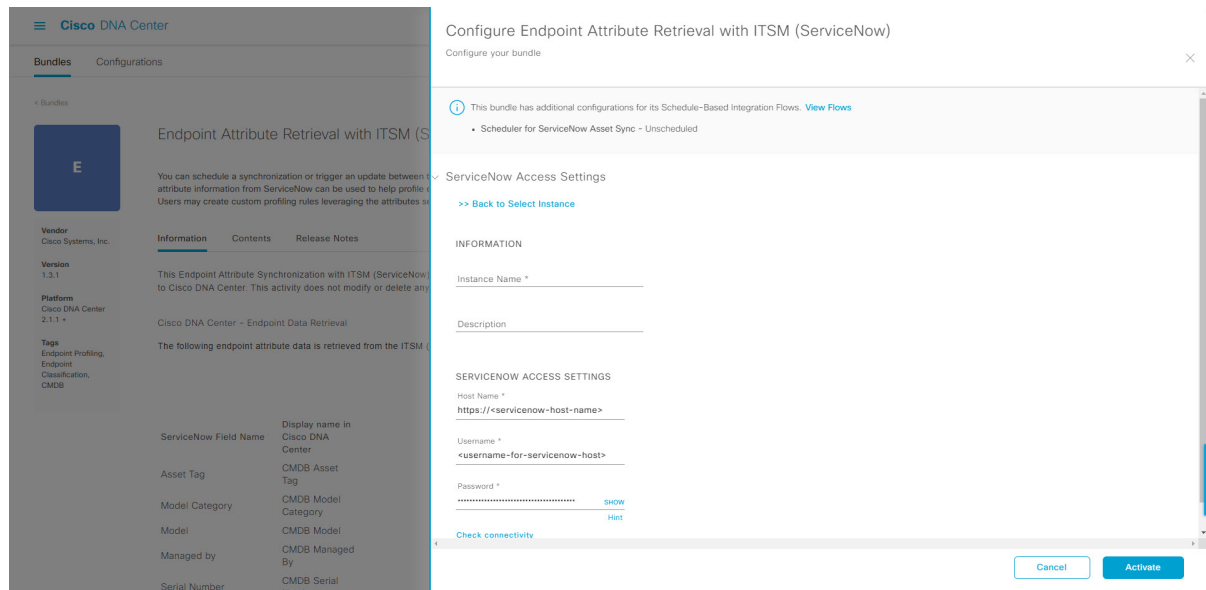 Cisco DNA Center
Bundles Configurations
< Bundles
E
Endpoint Attribute Retrieval with ITSM (S
You can schedule a synchronization or trigger an update between
attribute information from ServiceNow can be used to help profile
Users may create custom profiling rules leveraging the attributes
Vendor
Cisco Systems, Inc.
Version
1.3.1
Platform
Cisco DNA Center
2.1.1 +
Tags
Endpoint Profiling,
Endpoint
Classification,
CMDB
Information Contents Release Notes
This Endpoint Attribute Synchronization with ITSM (ServiceNow)
to Cisco DNA Center. This activity does not modify or delete any
Cisco DNA Center - Endpoint Data Retrieval
The following endpoint attribute data is retrieved from the ITSM (
ServiceNow Field Name
Display name in
Cisco DNA
Center
Asset Tag
CMDB Asset
Tag
Model Category
CMDB Model
Category
Model
CMDB Model
Managed by
CMDB Managed
By
Serial Number
CMDB Serial
Configure Endpoint Attribute Retrieval with ITSM (ServiceNow)
Configure your bundle
This bundle has additional configurations for its Schedule-Based Integration Flows. View Flows
• Scheduler for ServiceNow Asset Sync - Unscheduled
ServiceNow Access Settings
>> Back to Select Instance
INFORMATION
Instance Name *
Description
SERVICENOW ACCESS SETTINGS
Host Name *
https://<servicenow-host-name>
Username *
<username-for-servicenow-host>
Password *
SHOW
Hint
Check connectivity
Cancel Activate